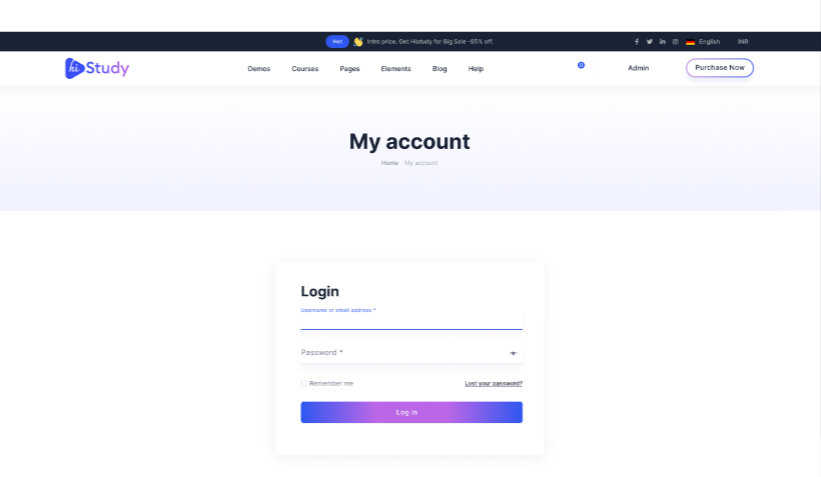 Hot Intro price. Get Histudy for Big Sale -95% off. English INR
hi Study Demos Courses Pages Elements Blog Help 0 Admin Purchase Now
My account
Home My account
Login
Username or email address *
Password *
Remember me Lost your password?
Log in